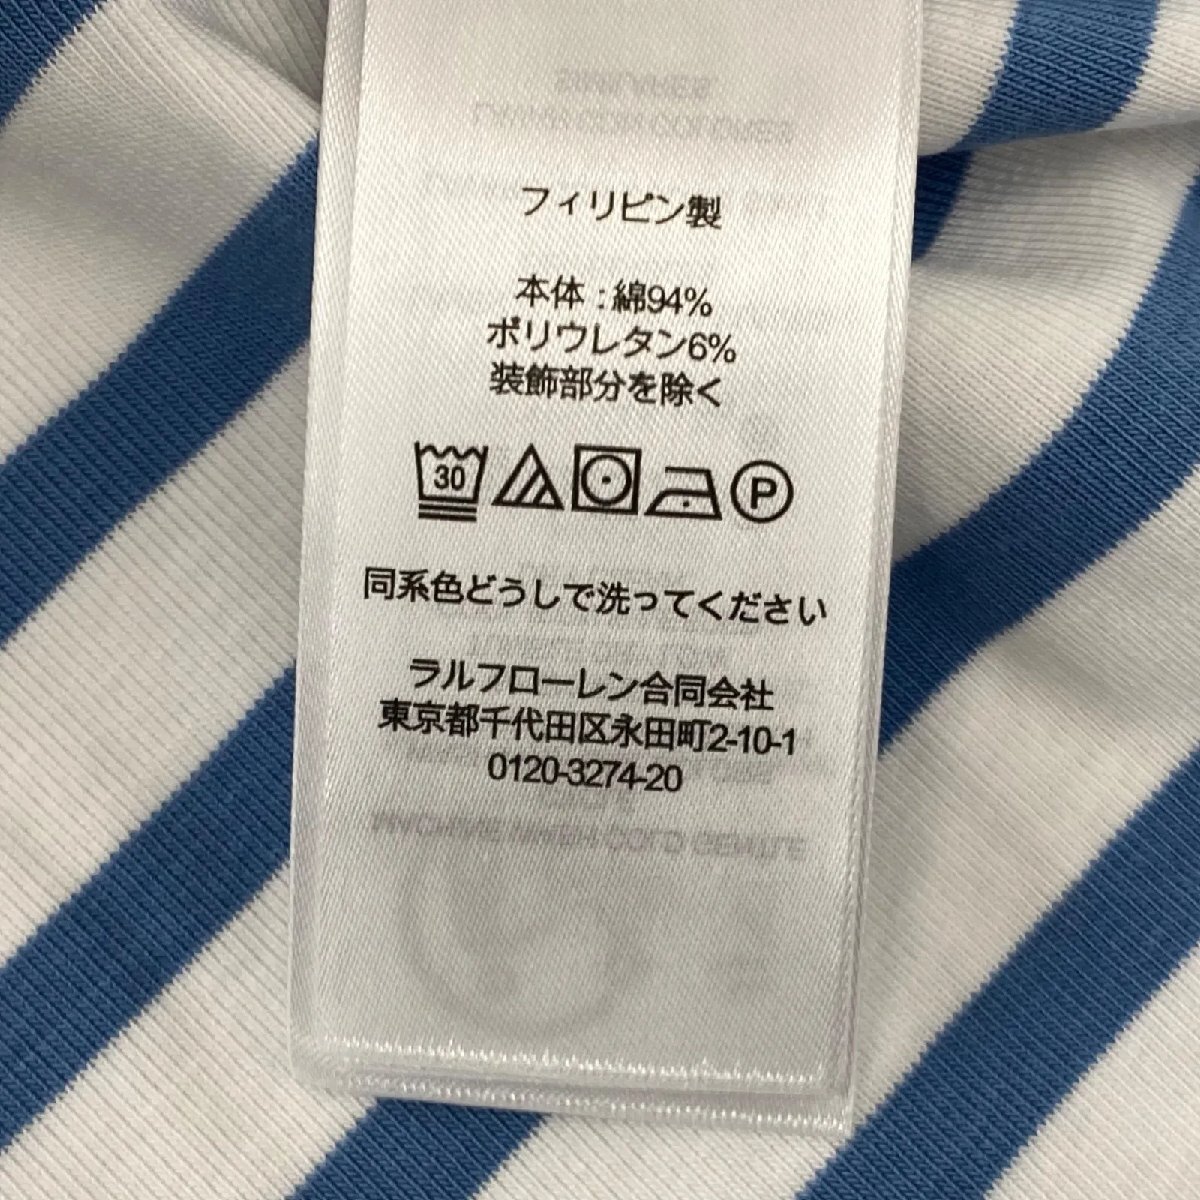 フィリピン製
本体：綿94%
ポリウレタン6%
装飾部分を除く
30 P
同系色どうしで洗ってください
ラルフローレン合同会社
東京都千代田区永田町2-10-1
0120-3274-20